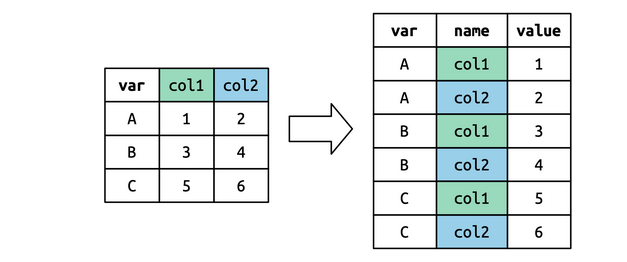 var col1 col2
A 1 2
B 3 4
C 5 6
var name value
A col1 1
A col2 2
B col1 3
B col2 4
C col1 5
C col2 6